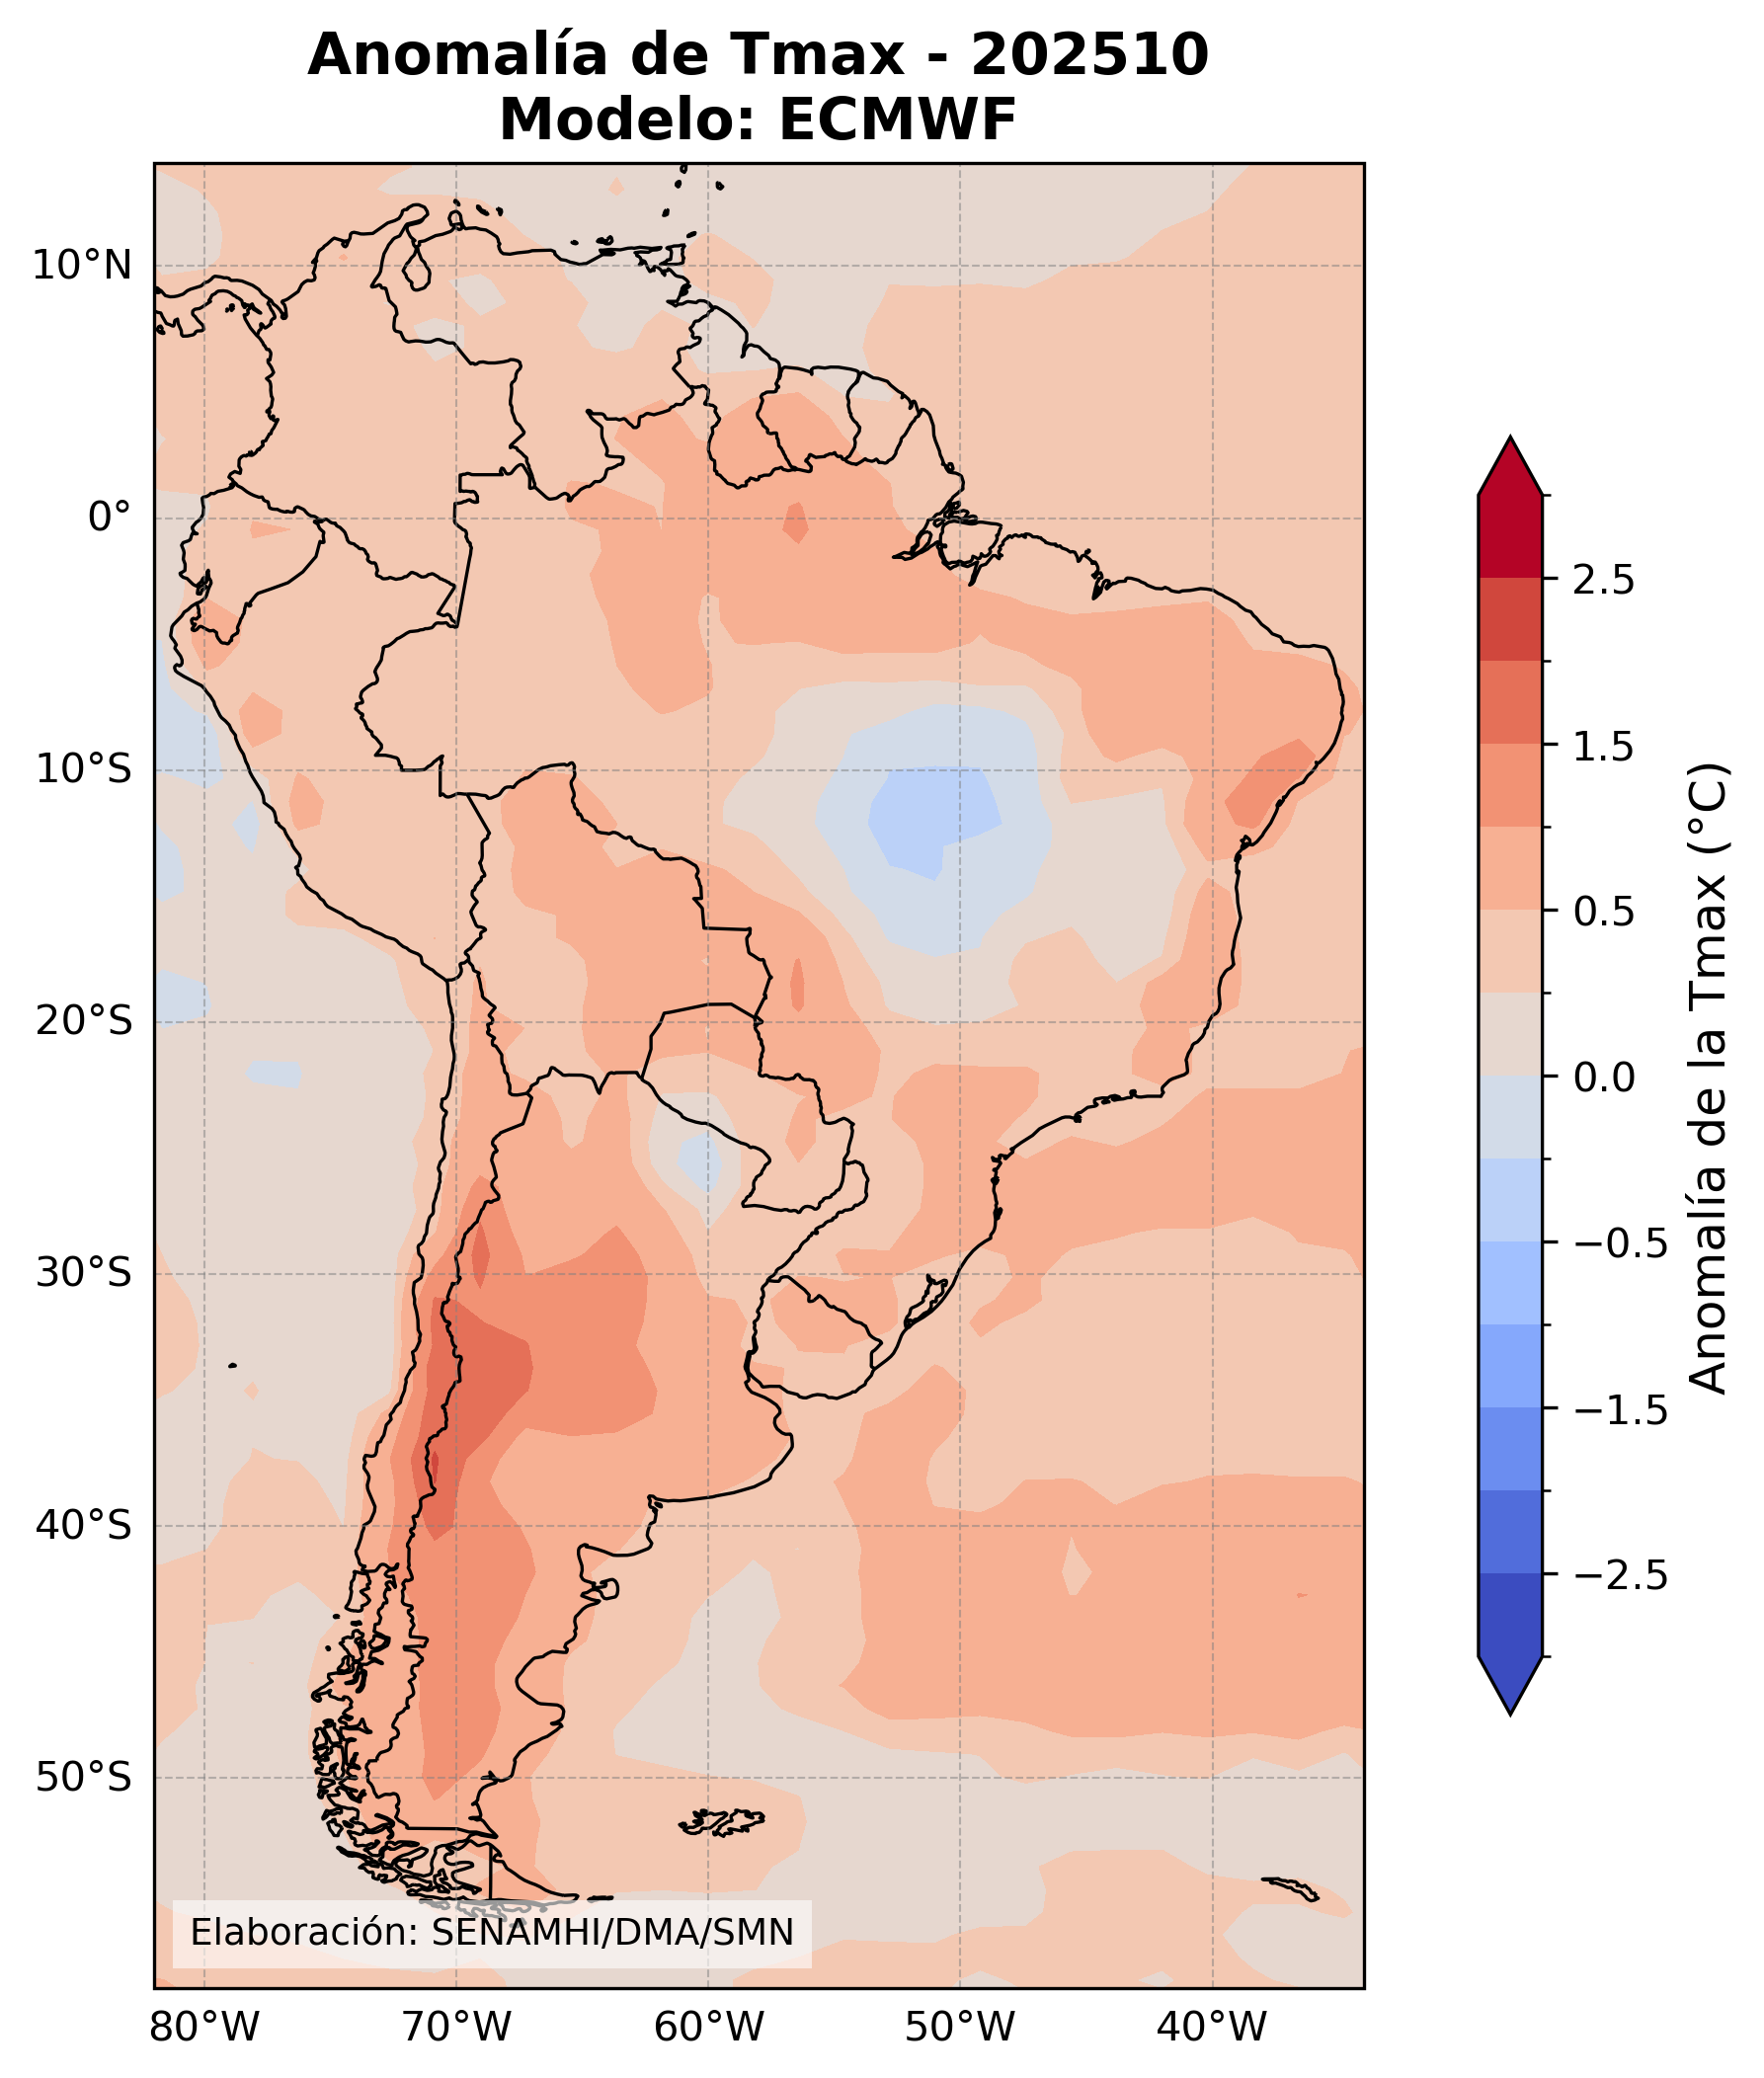 Anomalía de Tmax - 202510
Modelo: ECMWF
10°N
0°
10°S
20°S
30°S
40°S
50°S
80°W 70°W 60°W 50°W 40°W
Elaboración: SENAMHI/DMA/SMN
2.5
1.5
0.5
0.0
−0.5
−1.5
−2.5
Anomalía de la Tmax (°C)